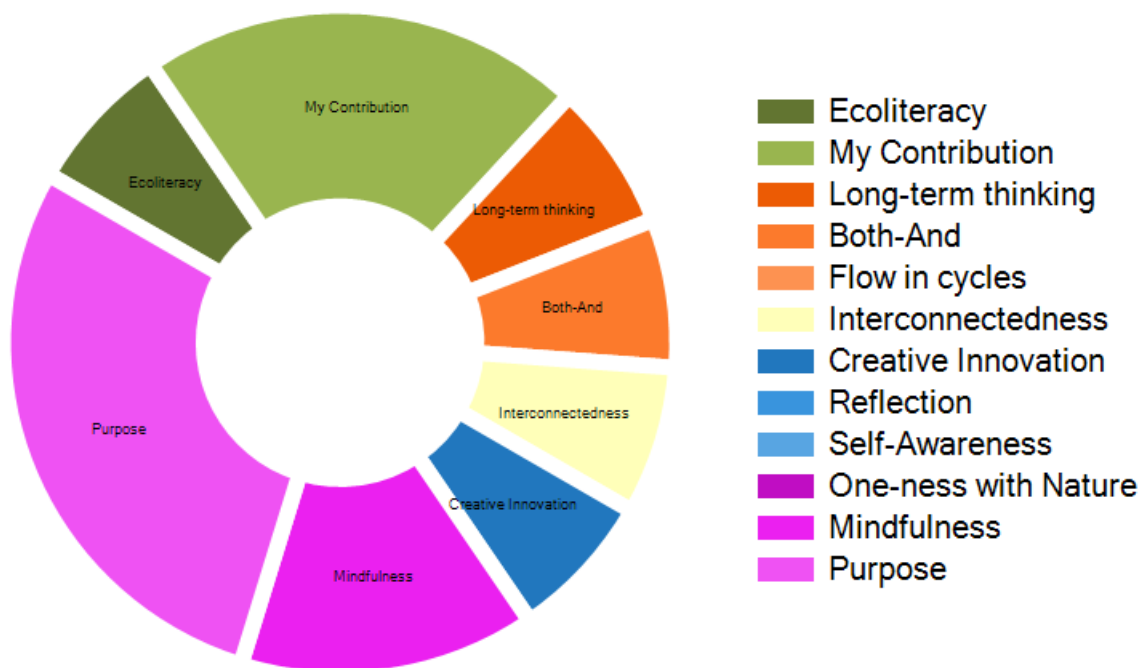 My Contribution
Ecoliteracy
Long-term thinking
Both-And
Interconnectedness
Purpose
Creative Innovation
Mindfulness
Ecoliteracy
My Contribution
Long-term thinking
Both-And
Flow in cycles
Interconnectedness
Creative Innovation
Reflection
Self-Awareness
One-ness with Nature
Mindfulness
Purpose